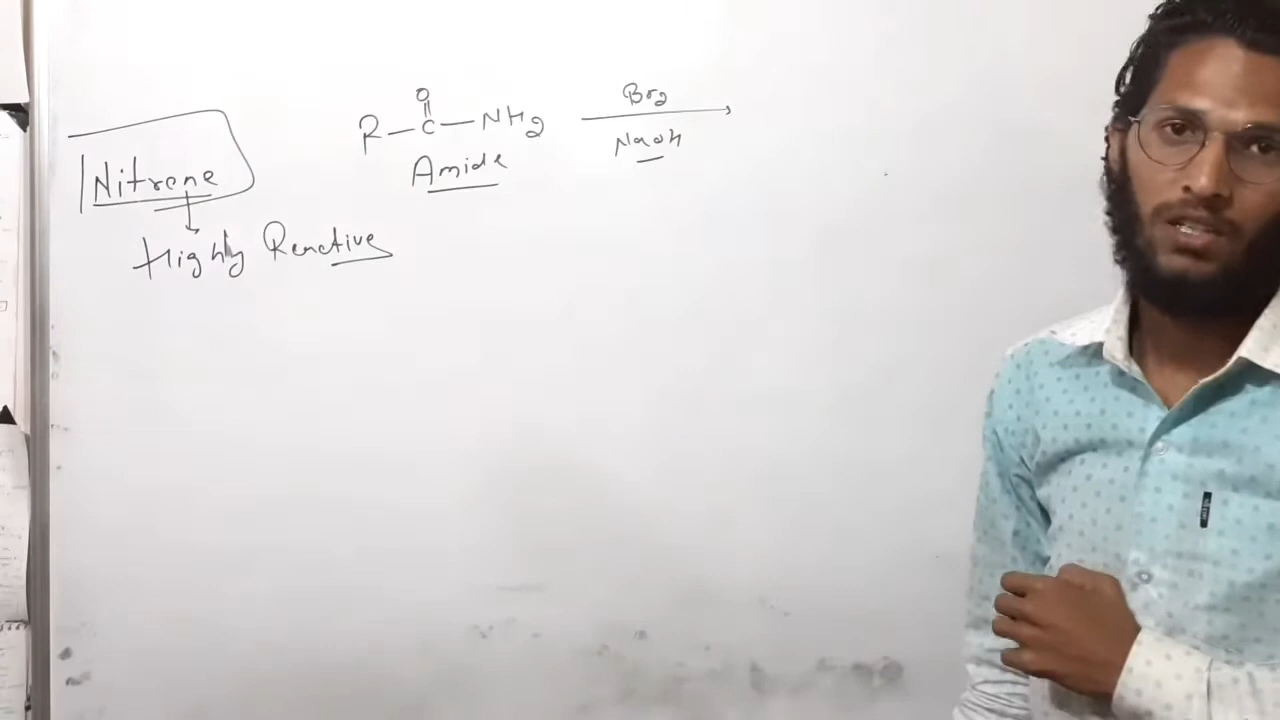 O
||
R — C — NH2
Amide
Br2
NaOH
Nitrene
Highly Reactive